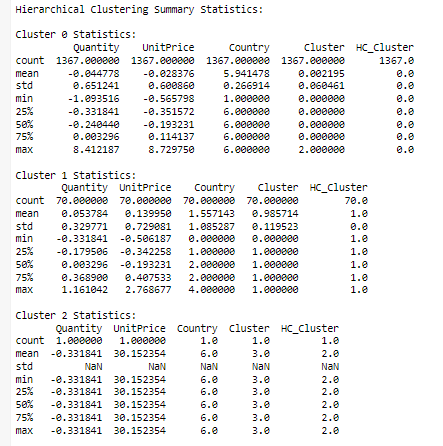 Hierarchical Clustering Summary Statistics:
Cluster 0 Statistics:
Quantity UnitPrice Country Cluster HC_Cluster
count 1367.000000 1367.000000 1367.000000 1367.000000 1367.0
mean -0.044778 -0.028376 5.941478 0.002195 0.0
std 0.651241 0.600860 0.266914 0.060461 0.0
min -1.093516 -0.565798 1.000000 0.000000 0.0
25% -0.331841 -0.351572 6.000000 0.000000 0.0
50% -0.240440 -0.193231 6.000000 0.000000 0.0
75% 0.003296 0.114137 6.000000 0.000000 0.0
max 8.412187 8.729750 6.000000 2.000000 0.0
Cluster 1 Statistics:
Quantity UnitPrice Country Cluster HC_Cluster
count 70.000000 70.000000 70.000000 70.000000 70.0
mean 0.053784 0.139950 1.557143 0.985714 1.0
std 0.329771 0.729081 1.085287 0.119523 0.0
min -0.331841 -0.506187 0.000000 0.000000 1.0
25% -0.179506 -0.342258 1.000000 1.000000 1.0
50% 0.003296 -0.193231 2.000000 1.000000 1.0
75% 0.368900 0.407533 2.000000 1.000000 1.0
max 1.161042 2.768677 4.000000 1.000000 1.0
Cluster 2 Statistics:
Quantity UnitPrice Country Cluster HC_Cluster
count 1.000000 1.000000 1.0 1.0 1.0
mean -0.331841 30.152354 6.0 3.0 2.0
std NaN NaN NaN NaN NaN
min -0.331841 30.152354 6.0 3.0 2.0
25% -0.331841 30.152354 6.0 3.0 2.0
50% -0.331841 30.152354 6.0 3.0 2.0
75% -0.331841 30.152354 6.0 3.0 2.0
max -0.331841 30.152354 6.0 3.0 2.0